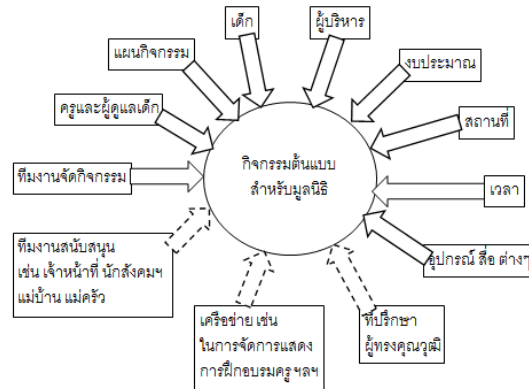 เด็ก
ผู้บริหาร
แผนกิจกรรม
งบประมาณ
ครูและผู้ดูแลเด็ก
สถานที่
กิจกรรมต้นแบบ
สำหรับมูลนิธิ
ทีมงานจัดกิจกรรม
เวลา
ทีมงานสนับสนุน
เช่น เจ้าหน้าที่ นักสังคมฯ
แม่บ้าน แม่ครัว
อุปกรณ์ สื่อ ต่างๆ
เครือข่าย เช่น
ในการจัดการแสดง
การฝึกอบรมครู ฯลฯ
ที่ปรึกษา
ผู้ทรงคุณวุฒิ